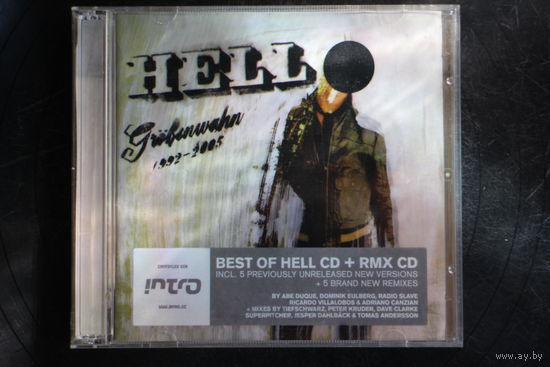 HELL
Größenwahn
1992-2005
BEST OF HELL CD + RMX CD
INCL. 5 PREVIOUSLY UNRELEASED NEW VERSIONS
+ 5 BRAND NEW REMIXES
BY ABE DUQUE, DOMINIK EULBERG, RADIO SLAVE
RICARDO VILLALOBOS & ADRIANO CANZIAN
+ MIXES BY TIEFSCHWARZ, PETER KRUDER, DAVE CLARKE
SUPERPITCHER, JESPER DAHLBÄCK & TOMAS ANDERSSON
intro
www.ay.by